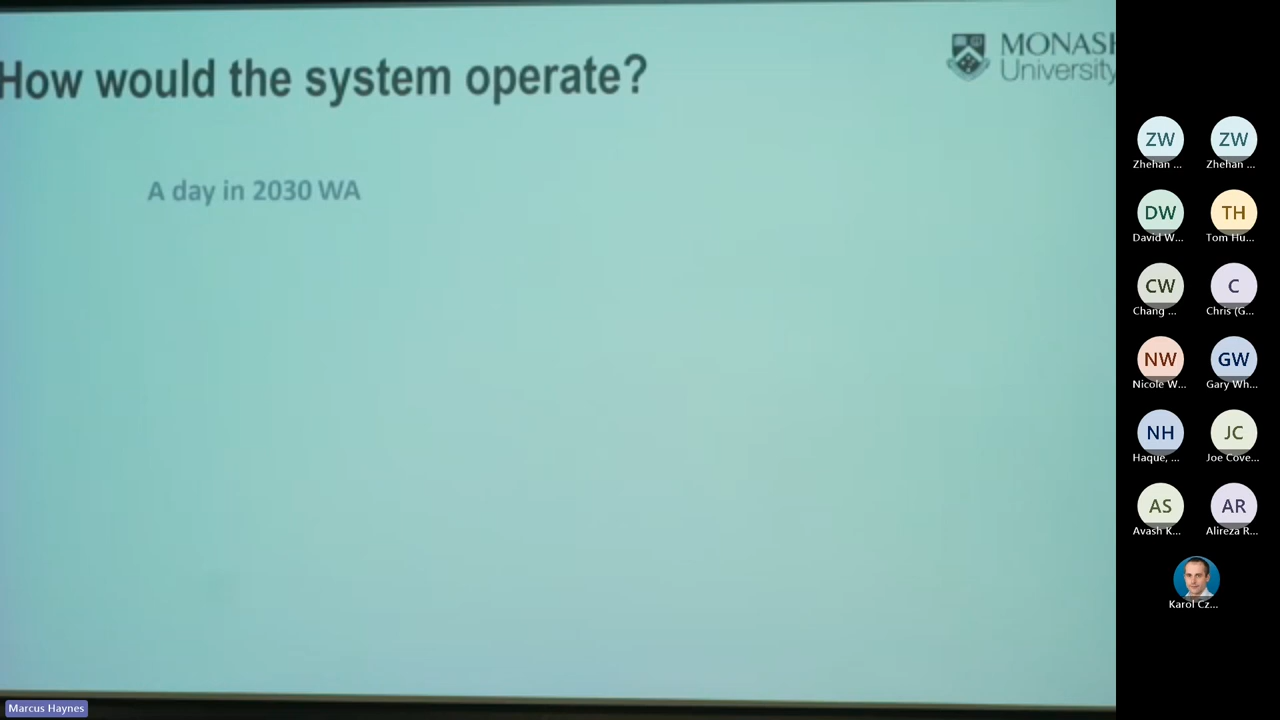 How would the system operate?
MONASH
University
A day in 2030 WA
ZW
ZW
Zhehan ...
Zhehan ...
DW
TH
David W...
Tom Hu...
CW
C
Chang ...
Chris (G...
NW
GW
Nicole W...
Gary Wh...
NH
JC
Haque, ...
Joe Cove...
AS
AR
Avash K...
Alireza R...
Karol Cz...
Marcus Haynes